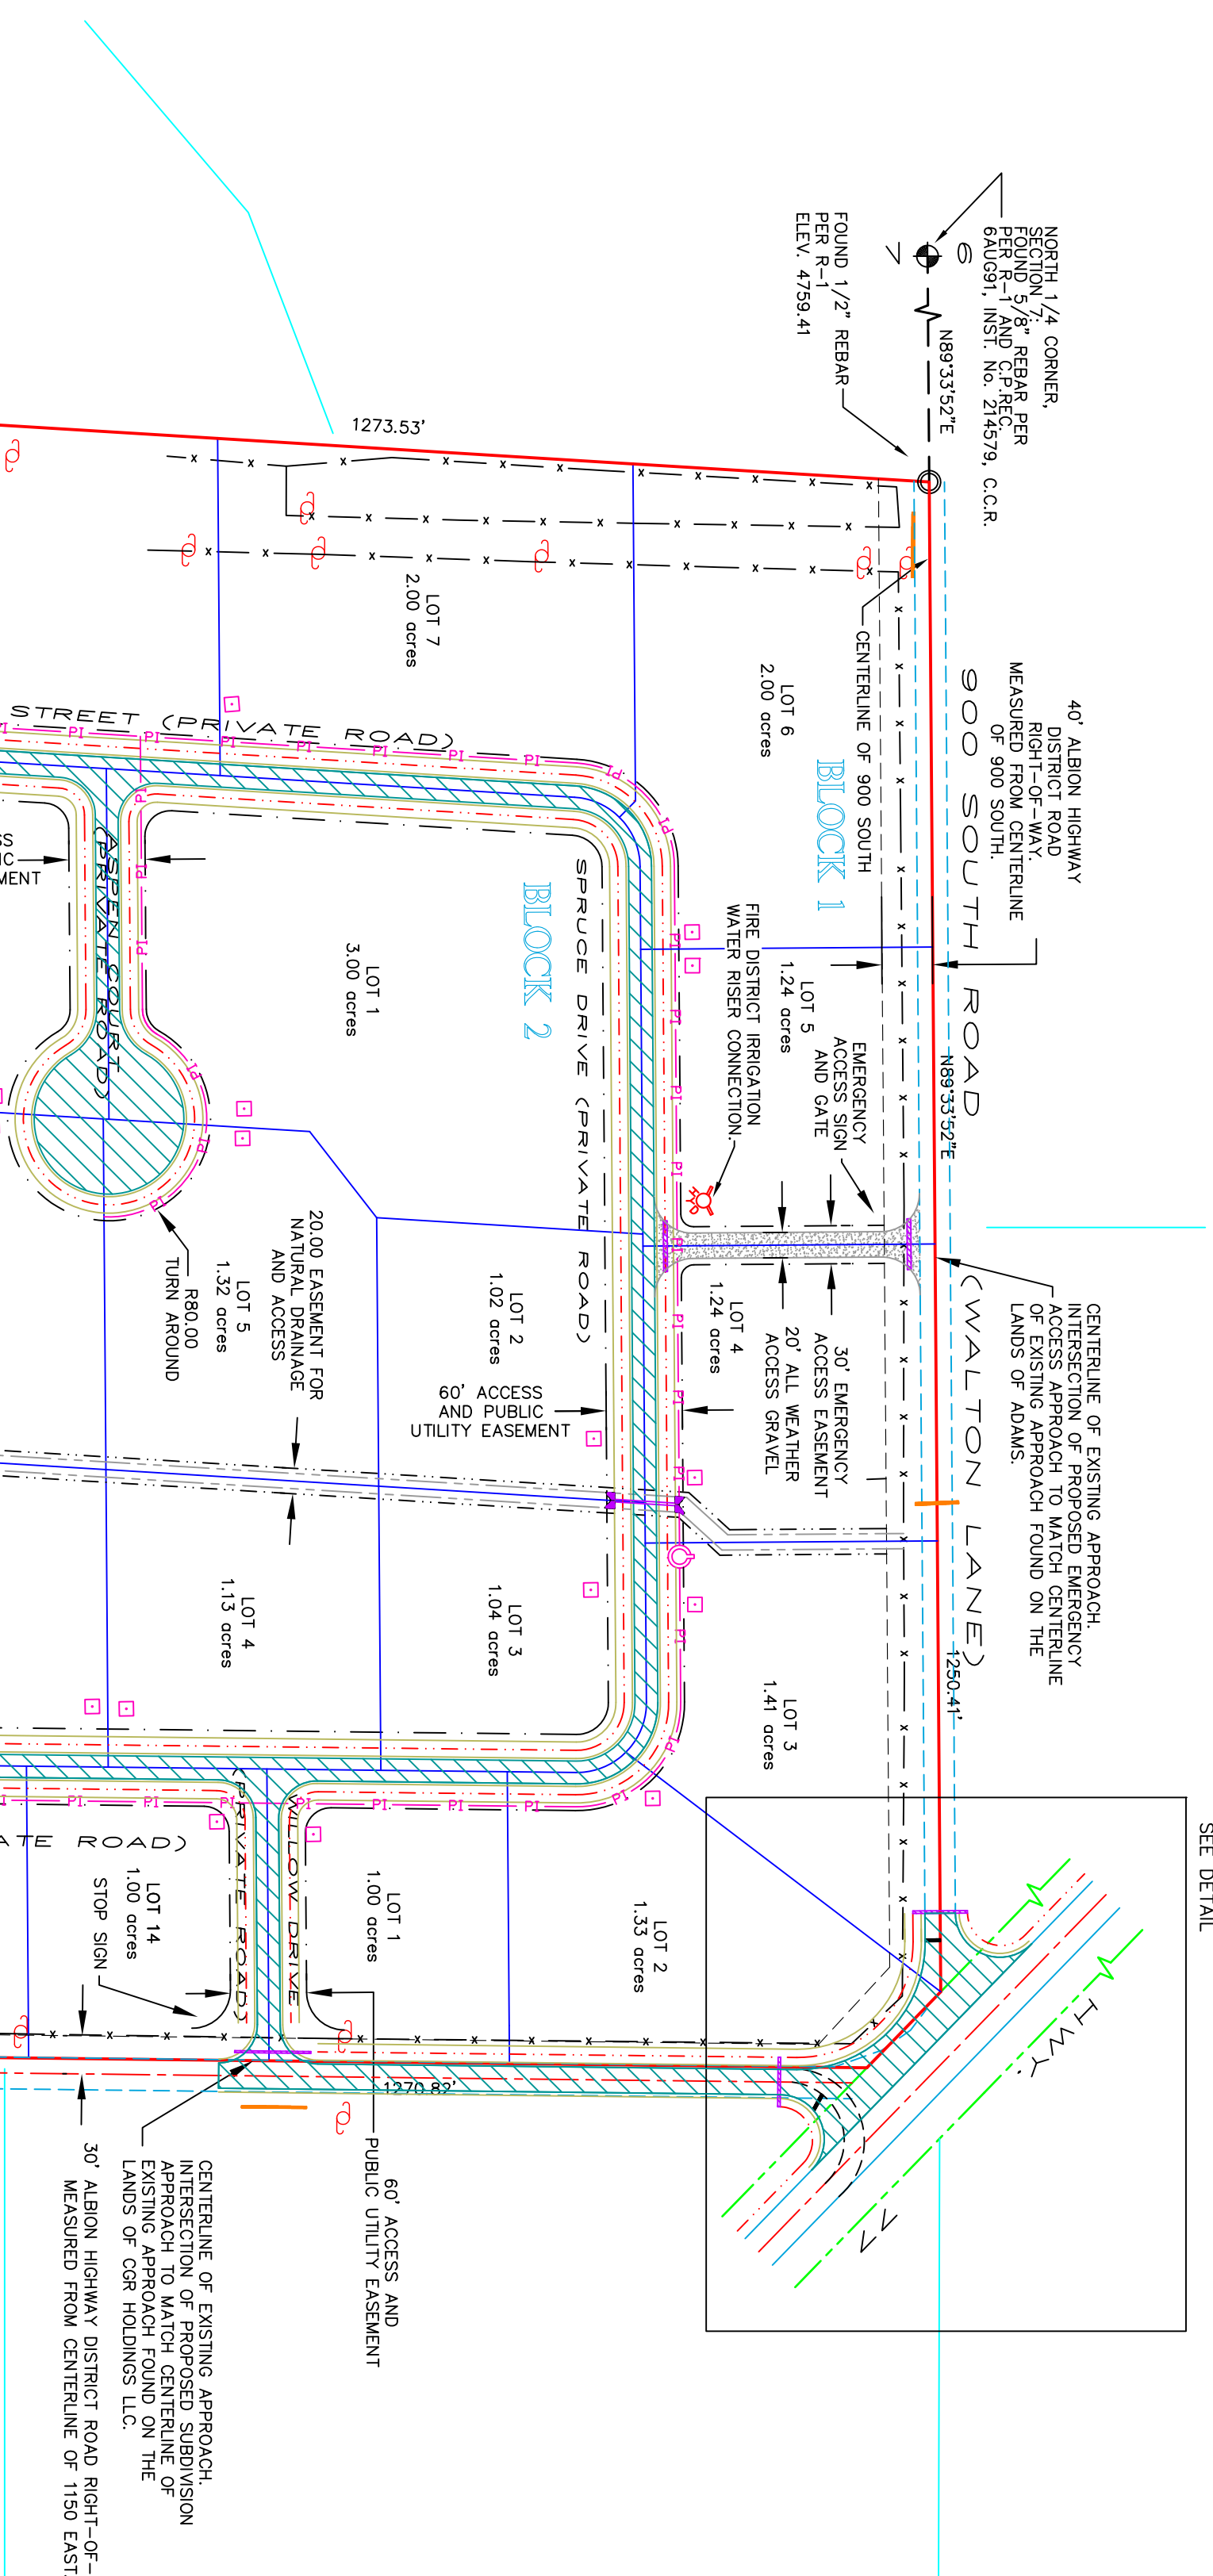 SEE DETAIL
NORTH 1/4 CORNER,
SECTION 7;
FOUND 5/8" REBAR PER
PER R-1 AND C.P.REC.
6AUG91, INST. No. 214579, C.C.R.
6
7
N89°33'52"E
FOUND 1/2" REBAR
PER R-1
ELEV. 4759.41
40' ALBION HIGHWAY
DISTRICT ROAD
RIGHT-OF-WAY.
MEASURED FROM CENTERLINE
OF 900 SOUTH.
900 SOUTH ROAD (WALTON LANE)
N89°33'52"E
1250.41'
CENTERLINE OF EXISTING APPROACH.
INTERSECTION OF PROPOSED EMERGENCY
ACCESS APPROACH TO MATCH CENTERLINE
OF EXISTING APPROACH FOUND ON THE
LANDS OF ADAMS.
HWY.
CENTERLINE OF 900 SOUTH
BLOCK 1
LOT 6
2.00 acres
LOT 5
1.24 acres
EMERGENCY
ACCESS SIGN
AND GATE
FIRE DISTRICT IRRIGATION
WATER RISER CONNECTION.
30' EMERGENCY
ACCESS EASEMENT
20' ALL WEATHER
ACCESS GRAVEL
LOT 4
1.24 acres
LOT 3
1.41 acres
LOT 2
1.33 acres
LOT 1
1.00 acres
1273.53'
LOT 7
2.00 acres
STREET (PRIVATE ROAD)
SPRUCE DRIVE (PRIVATE ROAD)
BLOCK 2
LOT 1
3.00 acres
LOT 2
1.02 acres
60' ACCESS
AND PUBLIC
UTILITY EASEMENT
LOT 3
1.04 acres
20.00 EASEMENT FOR
NATURAL DRAINAGE
AND ACCESS
LOT 5
1.32 acres
R80.00
TURN AROUND
LOT 4
1.13 acres
ASPEN COURT
(PRIVATE ROAD)
SS
IC
MENT
WILLOW DRIVE
(PRIVATE ROAD)
ATE ROAD)
LOT 14
1.00 acres
STOP SIGN
1270.82'
60' ACCESS AND
PUBLIC UTILITY EASEMENT
CENTERLINE OF EXISTING APPROACH.
INTERSECTION OF PROPOSED SUBDIVISION
APPROACH TO MATCH CENTERLINE OF
EXISTING APPROACH FOUND ON THE
LANDS OF CGR HOLDINGS LLC.
30' ALBION HIGHWAY DISTRICT ROAD RIGHT-OF-
MEASURED FROM CENTERLINE OF 1150 EAST.